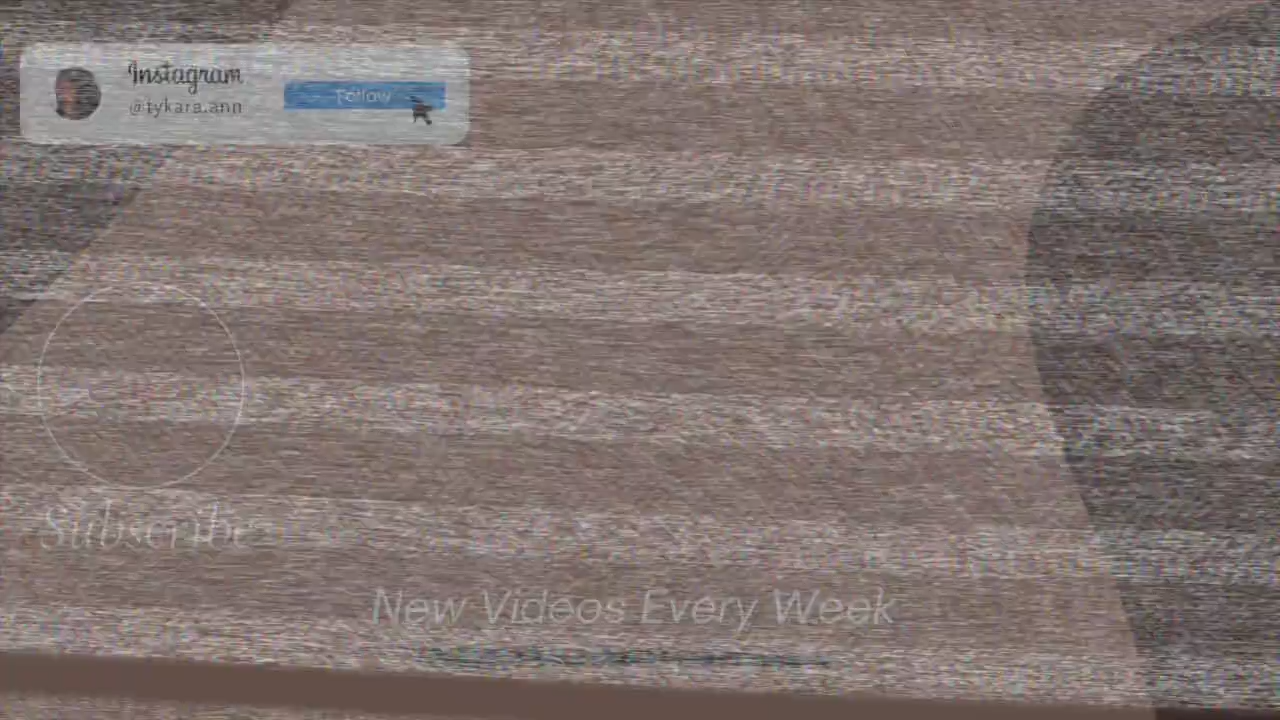 Instagram
@tykara.ann
Follow
Subscribe
New Videos Every Week